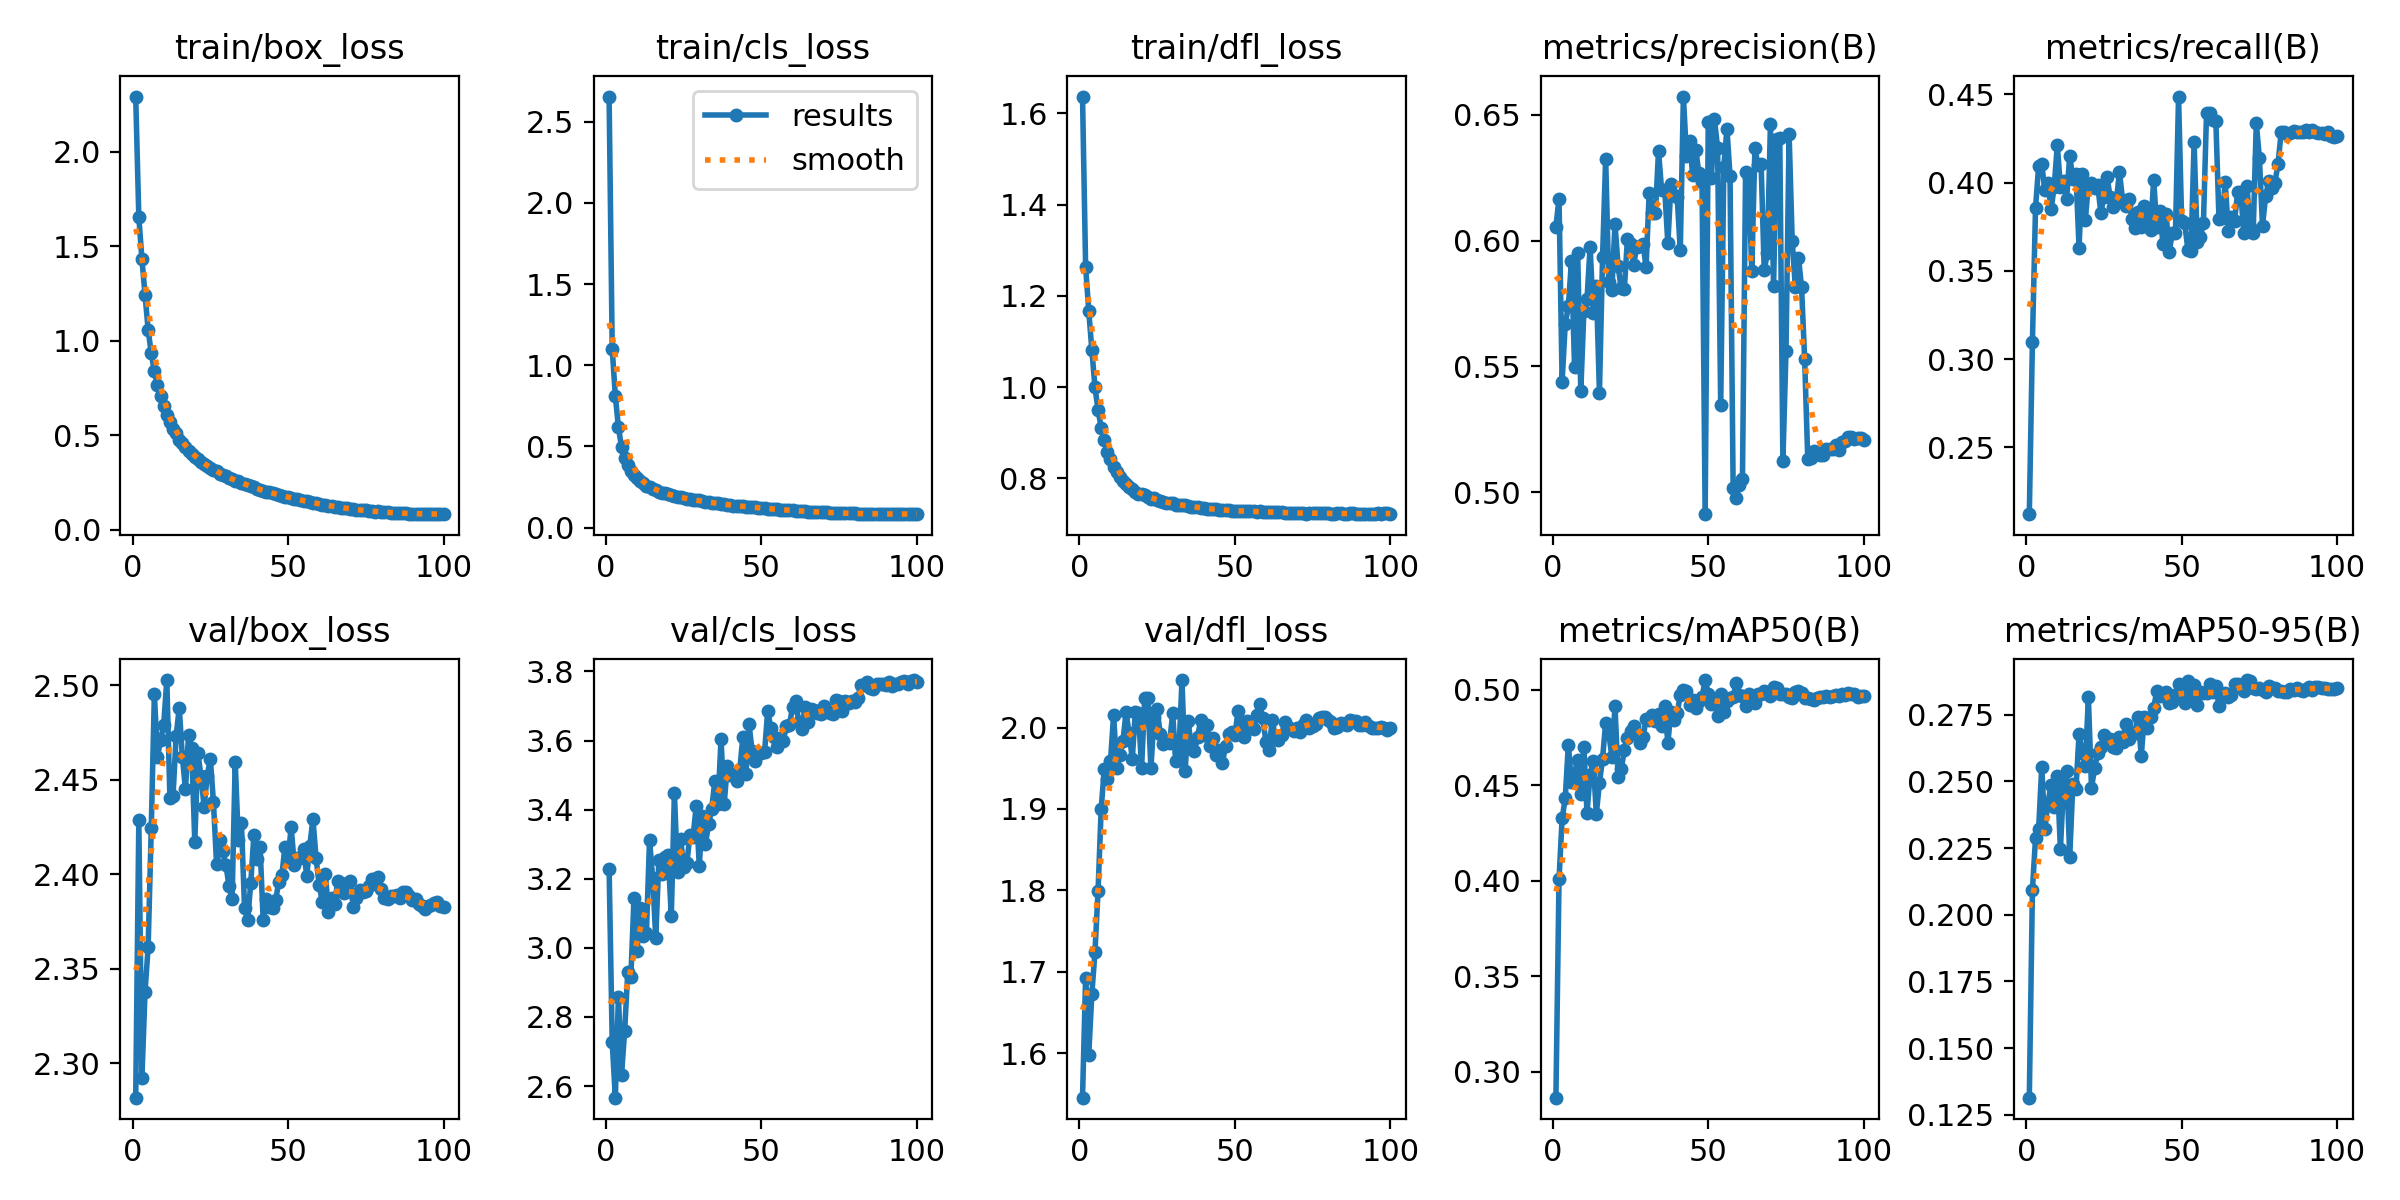 train/box_loss
2.0
1.5
1.0
0.5
0.0
0 50 100
train/cls_loss
results
smooth
2.5
2.0
1.5
1.0
0.5
0.0
0 50 100
train/dfl_loss
1.6
1.4
1.2
1.0
0.8
0 50 100
metrics/precision(B)
0.65
0.60
0.55
0.50
0 50 100
metrics/recall(B)
0.45
0.40
0.35
0.30
0.25
0 50 100
val/box_loss
2.50
2.45
2.40
2.35
2.30
0 50 100
val/cls_loss
3.8
3.6
3.4
3.2
3.0
2.8
2.6
0 50 100
val/dfl_loss
2.0
1.9
1.8
1.7
1.6
0 50 100
metrics/mAP50(B)
0.50
0.45
0.40
0.35
0.30
0 50 100
metrics/mAP50-95(B)
0.275
0.250
0.225
0.200
0.175
0.150
0.125
0 50 100